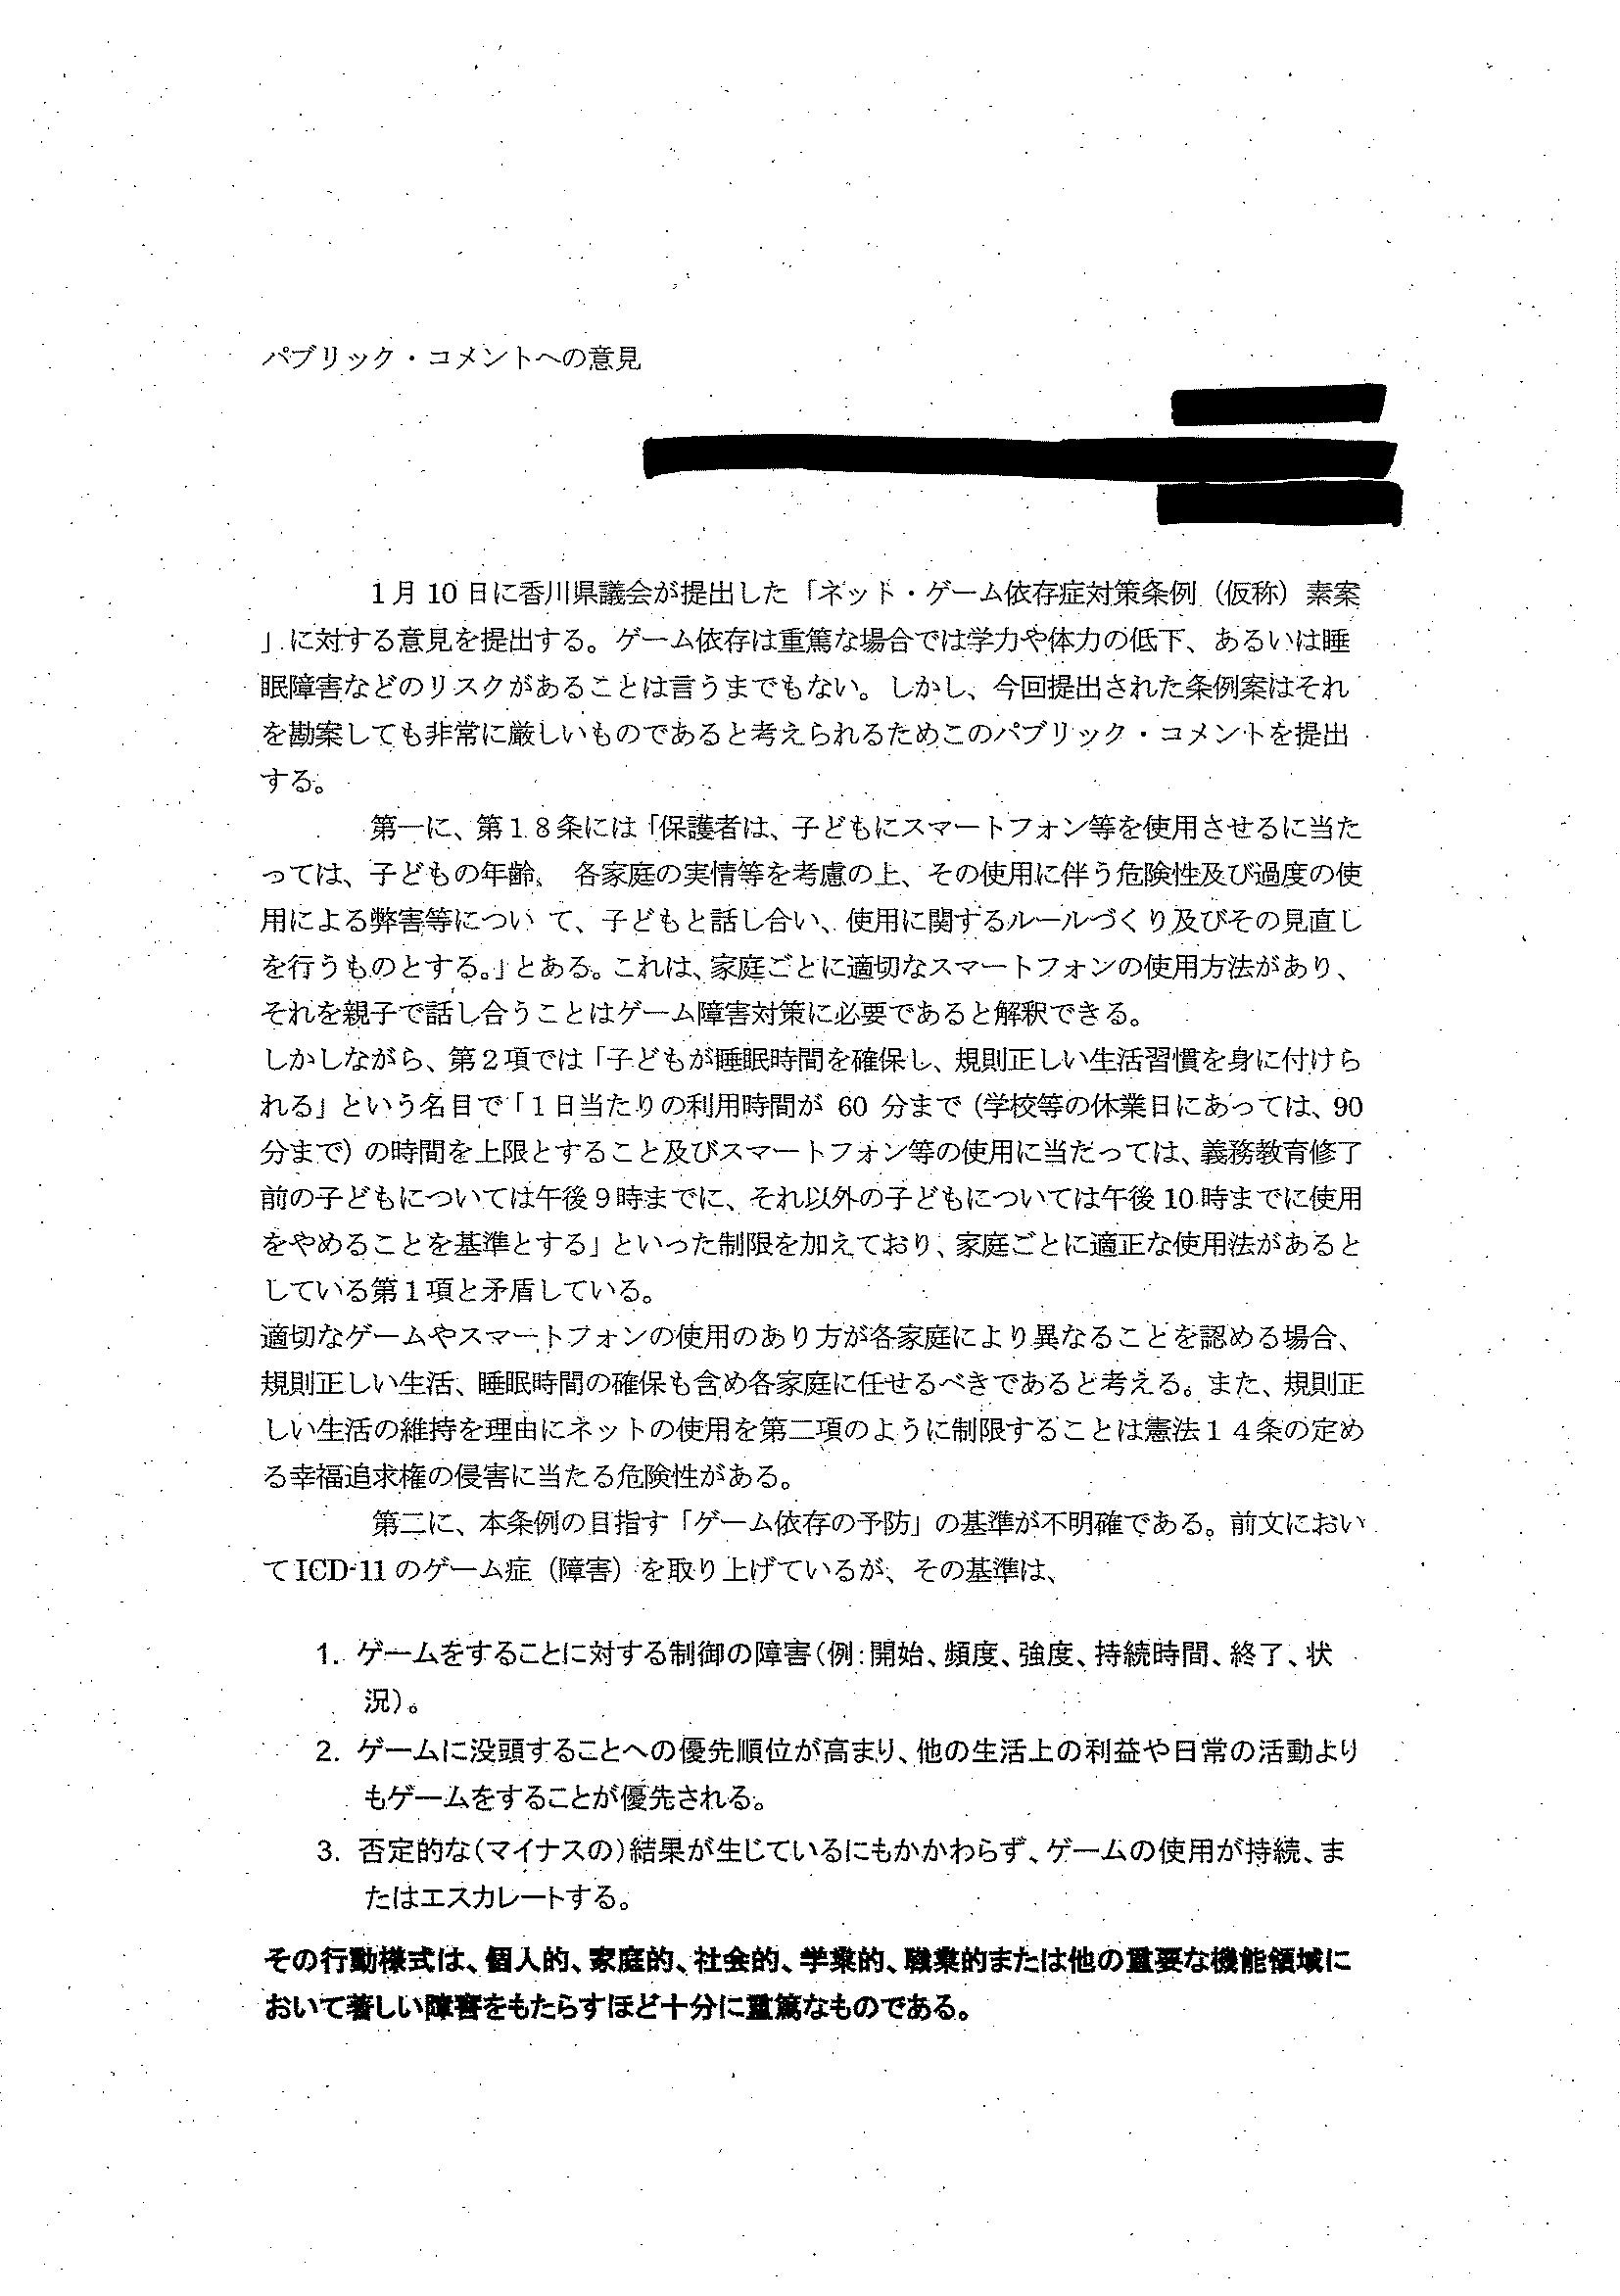 パブリック・コメントへの意見
1月10日に香川県議会が提出した「ネット・ゲーム依存症対策条例（仮称）素案
」に対する意見を提出する。ゲーム依存は重篤な場合では学力や体力の低下、あるいは睡
眠障害などのリスクがあることは言うまでもない。しかし、今回提出された条例案はそれ
を勘案しても非常に厳しいものであると考えられるためこのパブリック・コメントを提出
する。
第一に、第１８条には「保護者は、子どもにスマートフォン等を使用させるに当た
っては、子どもの年齢、 各家庭の実情等を考慮の上、その使用に伴う危険性及び過度の使
用による弊害等につい て、子どもと話し合い、使用に関するルールづくり及びその見直し
を行うものとする。」とある。これは、家庭ごとに適切なスマートフォンの使用方法があり、
それを親子で話し合うことはゲーム障害対策に必要であると解釈できる。
しかしながら、第２項では「子どもが睡眠時間を確保し、規則正しい生活習慣を身に付けら
れる」という名目で「1日当たりの利用時間が 60 分まで（学校等の休業日にあっては、90
分まで）の時間を上限とすること及びスマートフォン等の使用に当たっては、義務教育修了
前の子どもについては午後９時までに、それ以外の子どもについては午後10時までに使用
をやめることを基準とする」といった制限を加えており、家庭ごとに適正な使用法があると
している第１項と矛盾している。
適切なゲームやスマートフォンの使用のあり方が各家庭により異なることを認める場合、
規則正しい生活、睡眠時間の確保も含め各家庭に任せるべきであると考える。また、規則正
しい生活の維持を理由にネットの使用を第二項のように制限することは憲法１４条の定め
る幸福追求権の侵害に当たる危険性がある。
第二に、本条例の目指す「ゲーム依存の予防」の基準が不明確である。前文におい
てICD-11のゲーム症（障害）を取り上げているが、その基準は、
1. ゲームをすることに対する制御の障害（例：開始、頻度、強度、持続時間、終了、状
況）。
2. ゲームに没頭することへの優先順位が高まり、他の生活上の利益や日常の活動より
もゲームをすることが優先される。
3. 否定的な（マイナスの）結果が生じているにもかかわらず、ゲームの使用が持続、ま
たはエスカレートする。
その行動様式は、個人的、家庭的、社会的、学業的、職業的または他の重要な機能領域に
おいて著しい障害をもたらすほど十分に重篤なものである。